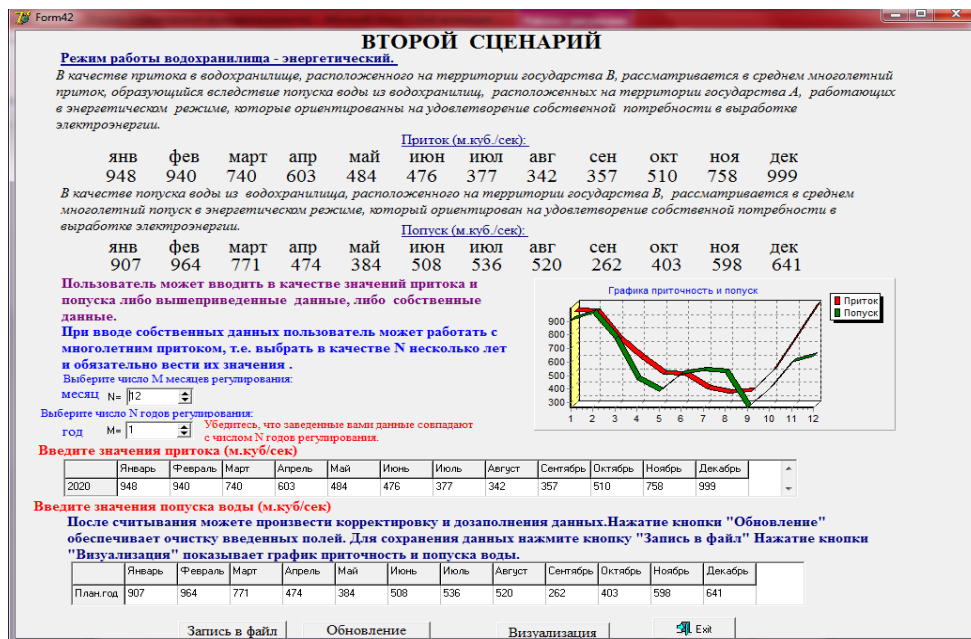 Form42
ВТОРОЙ СЦЕНАРИЙ
Режим работы водохранилища - энергетический.
В качестве притока в водохранилище, расположенного на территории государства В, рассматривается в среднем многолетний
приток, образующийся вследствие попуска воды из водохранилищ, расположенных на территории государства А, работающих
в энергетическом режиме, которые ориентированны на удовлетворение собственной потребности в выработке
электроэнергии.
Приток (м.куб./сек):
янв фев март апр май июн июл авг сен окт ноя дек
948 940 740 603 484 476 377 342 357 510 758 999
В качестве попуска воды из водохранилища, расположенного на территории государства В, рассматривается в среднем
многолетний попуск в энергетическом режиме, который ориентирован на удовлетворение собственной потребности в
выработке электроэнергии.
Попуск (м.куб./сек):
янв фев март апр май июн июл авг сен окт ноя дек
907 964 771 474 384 508 536 520 262 403 598 641
Пользователь может вводить в качестве значений притока и
попуска либо вышеприведенные данные, либо собственные
данные.
При вводе собственных данных пользователь может работать с
многолетним притоком, т.е. выбрать в качестве N несколько лет
и обязательно вести их значения .
Выберите число M месяцев регулирования:
месяц N= 12
Выберите число N годов регулирования:
год M= 1
Убедитесь, что заведенные вами данные совпадают
с числом N годов регулирования.
Графика приточность и попуск
Приток
Попуск
900
800
700
600
500
400
300
1 2 3 4 5 6 7 8 9 10 11 12
Введите значения притока (м.куб/сек)
Январь Февраль Март Апрель Май Июнь Июль Август Сентябрь Октябрь Ноябрь Декабрь
2020 948 940 740 603 484 476 377 342 357 510 758 999
Введите значения попуска воды (м.куб/сек)
После считывания можете произвести корректировку и дозаполнения данных.Нажатие кнопки "Обновление"
обеспечивает очистку введенных полей. Для сохранения данных нажмите кнопку "Запись в файл" Нажатие кнопки
"Визуализация" показывает график приточность и попуска воды.
Январь Февраль Март Апрель Май Июнь Июль Август Сентябрь Октябрь Ноябрь Декабрь
План.год 907 964 771 474 384 508 536 520 262 403 598 641
Запись в файл Обновление Визуализация Exit